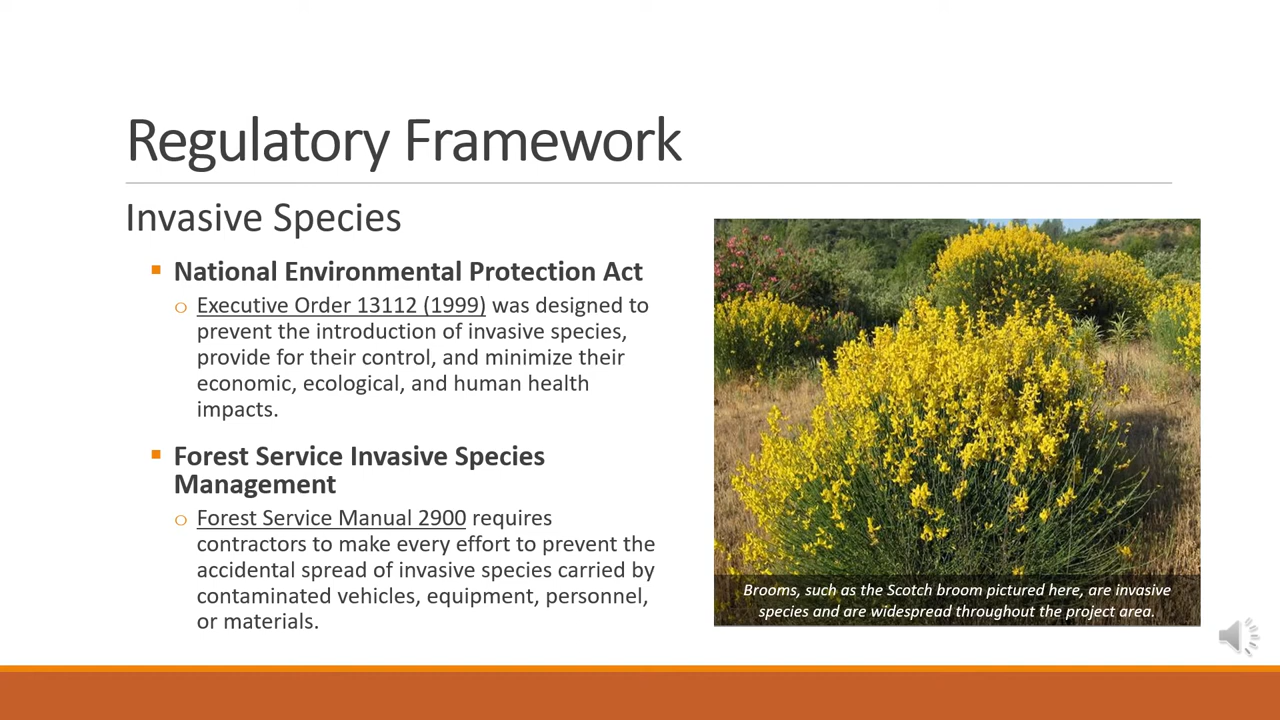 Regulatory Framework
Invasive Species
National Environmental Protection Act
Executive Order 13112 (1999) was designed to
prevent the introduction of invasive species,
provide for their control, and minimize their
economic, ecological, and human health
impacts.
Forest Service Invasive Species
Management
Forest Service Manual 2900 requires
contractors to make every effort to prevent the
accidental spread of invasive species carried by
contaminated vehicles, equipment, personnel,
or materials.
Brooms, such as the Scotch broom pictured here, are invasive
species and are widespread throughout the project area.